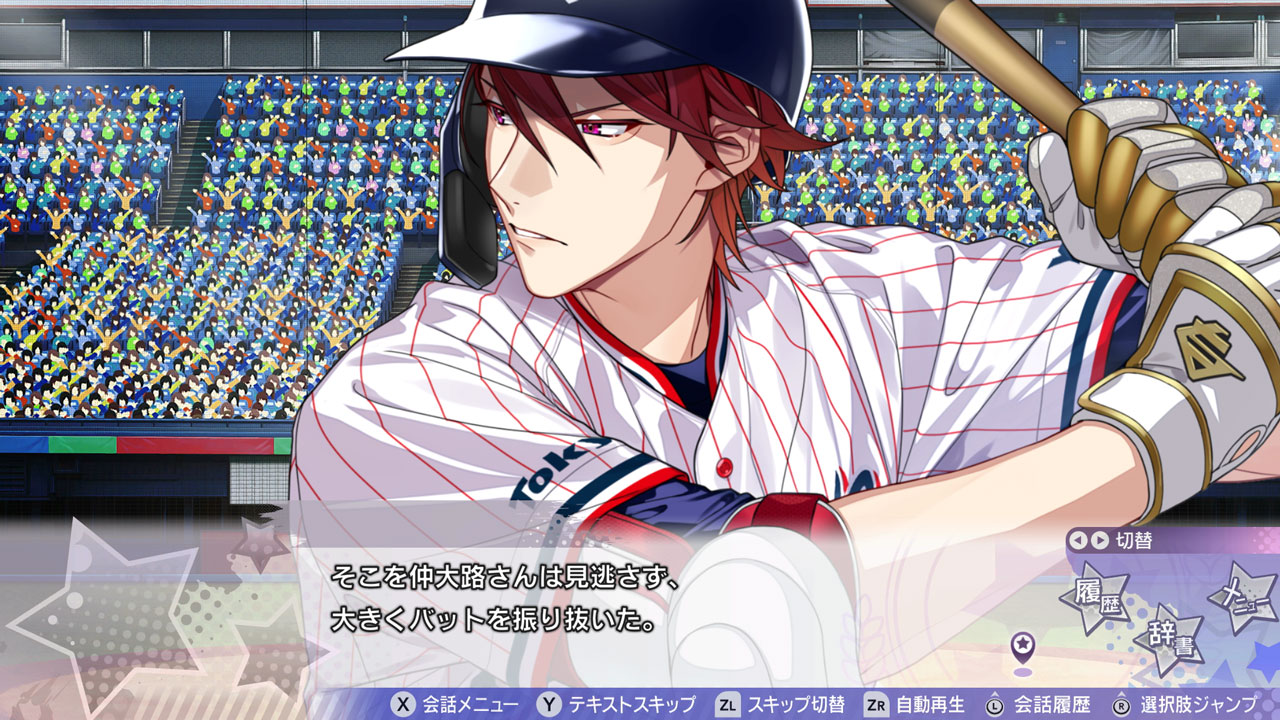 Toky
そこを仲大路さんは見逃さず、
大きくバットを振り抜いた。
切替
履歴
辞書
メニュー
X 会話メニュー Y テキストスキップ ZL スキップ切替 ZR 自動再生 L 会話履歴 R 選択肢ジャンプ